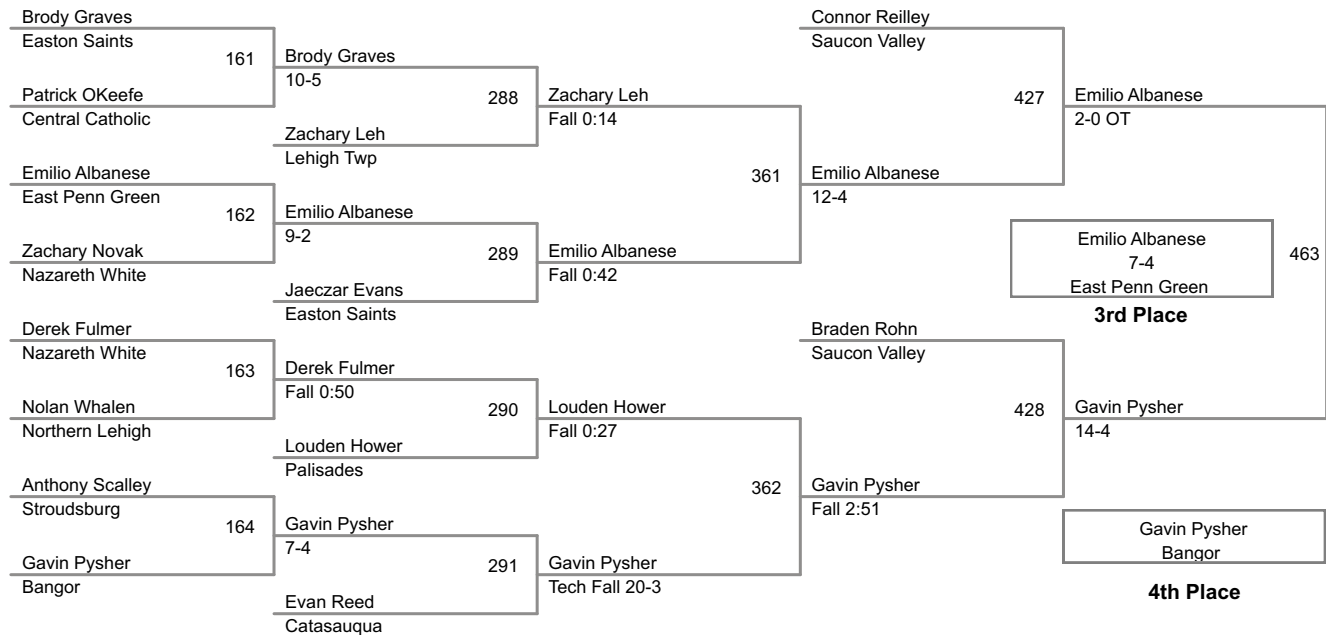 Brody Graves
Easton Saints
161
Patrick OKeefe
Central Catholic
Emilio Albanese
East Penn Green
162
Zachary Novak
Nazareth White
Derek Fulmer
Nazareth White
163
Nolan Whalen
Northern Lehigh
Anthony Scalley
Stroudsburg
164
Gavin Pysher
Bangor
Brody Graves
10-5
288
Zachary Leh
Lehigh Twp
Emilio Albanese
9-2
289
Jaeczar Evans
Easton Saints
Derek Fulmer
Fall 0:50
290
Louden Hower
Palisades
Gavin Pysher
7-4
291
Evan Reed
Catasauqua
Zachary Leh
Fall 0:14
361
Emilio Albanese
Fall 0:42
Louden Hower
Fall 0:27
362
Gavin Pysher
Tech Fall 20-3
Connor Reilley
Saucon Valley
427
Emilio Albanese
12-4
Braden Rohn
Saucon Valley
428
Gavin Pysher
Fall 2:51
Emilio Albanese
2-0 OT
463
Gavin Pysher
14-4
Emilio Albanese
7-4
East Penn Green
3rd Place
Gavin Pysher
Bangor
4th Place